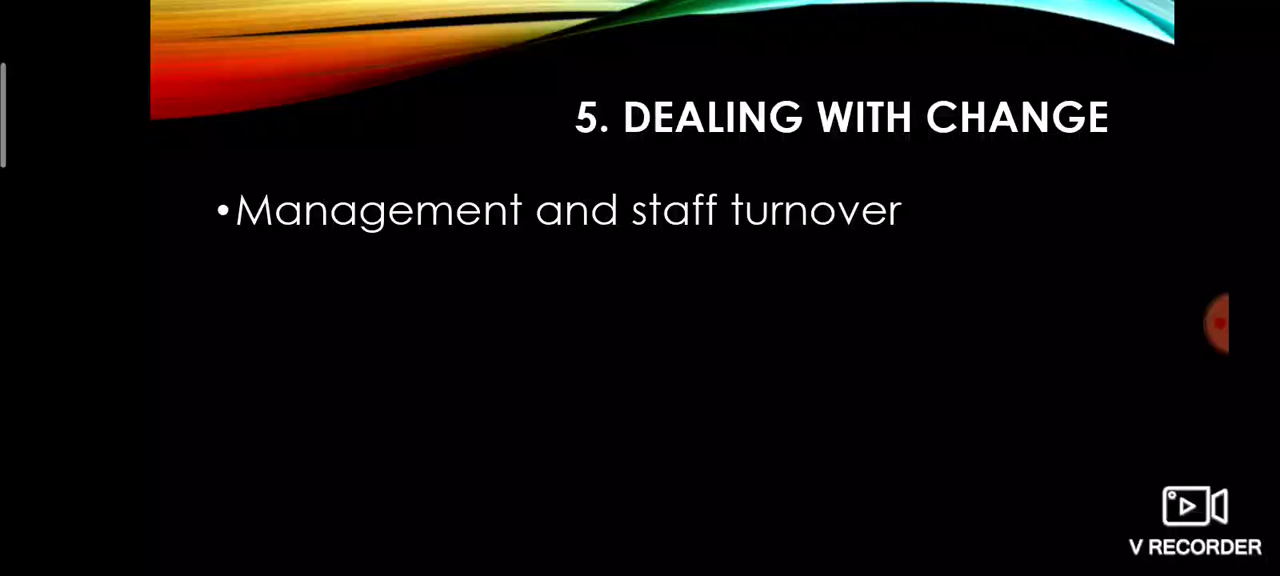 5. DEALING WITH CHANGE
•Management and staff turnover
V RECORDER